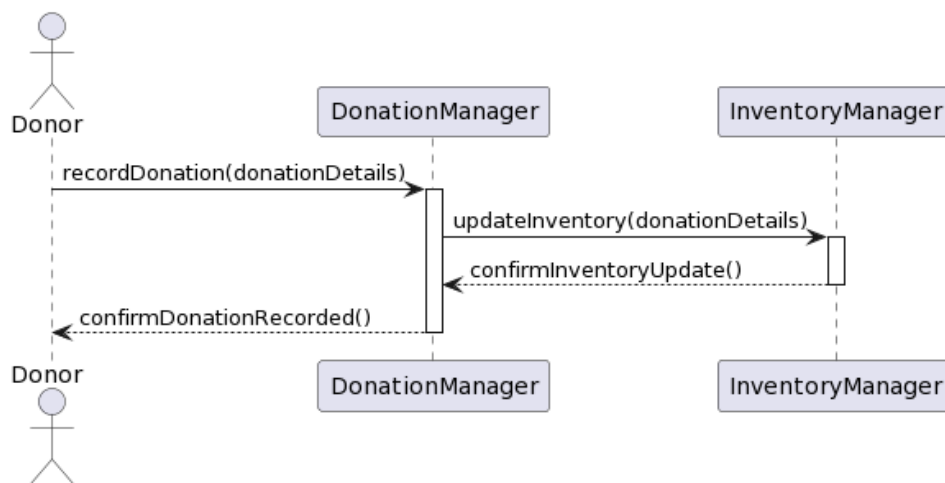 Donor
DonationManager
InventoryManager
recordDonation(donationDetails)
updateInventory(donationDetails)
confirmInventoryUpdate()
confirmDonationRecorded()
Donor
DonationManager
InventoryManager